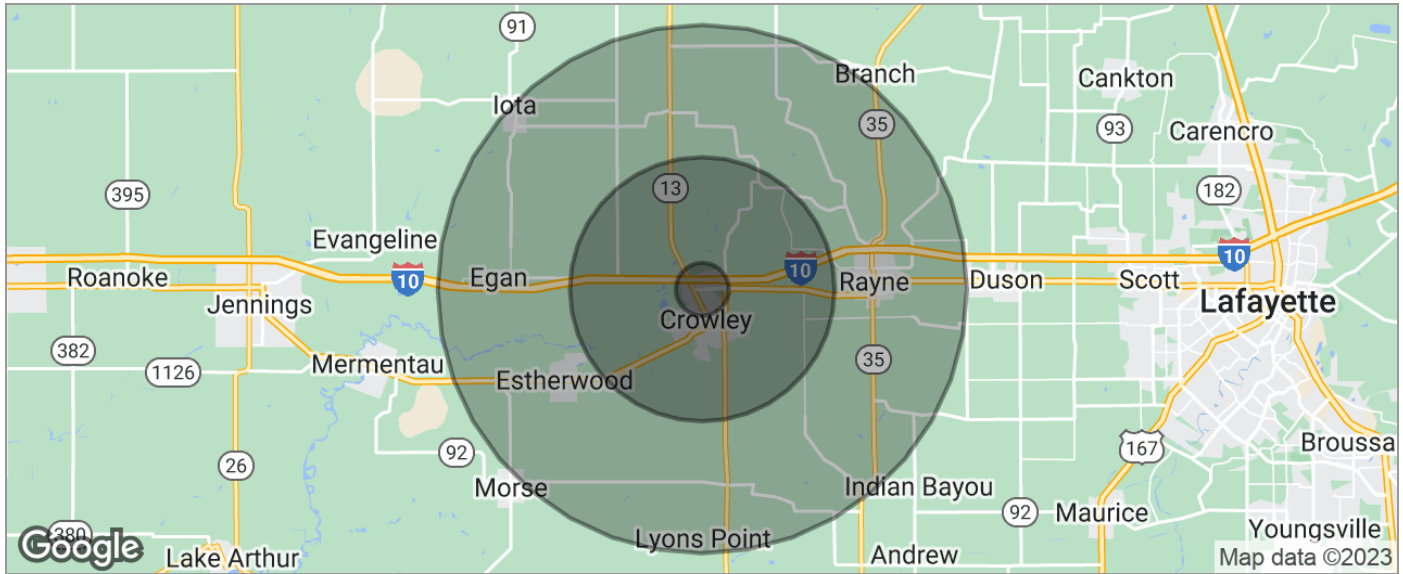 91
Branch
Cankton
Iota
35
93
Carencro
13
182
395
Evangeline
10
10
10
Roanoke
Egan
Rayne
Duson
Scott
Jennings
Lafayette
Crowley
382
1126
Mermentau
Estherwood
35
167
Broussa
92
26
Morse
Indian Bayou
92
Maurice
380
Lyons Point
Youngsville
Google
Lake Arthur
Andrew
Map data ©2023